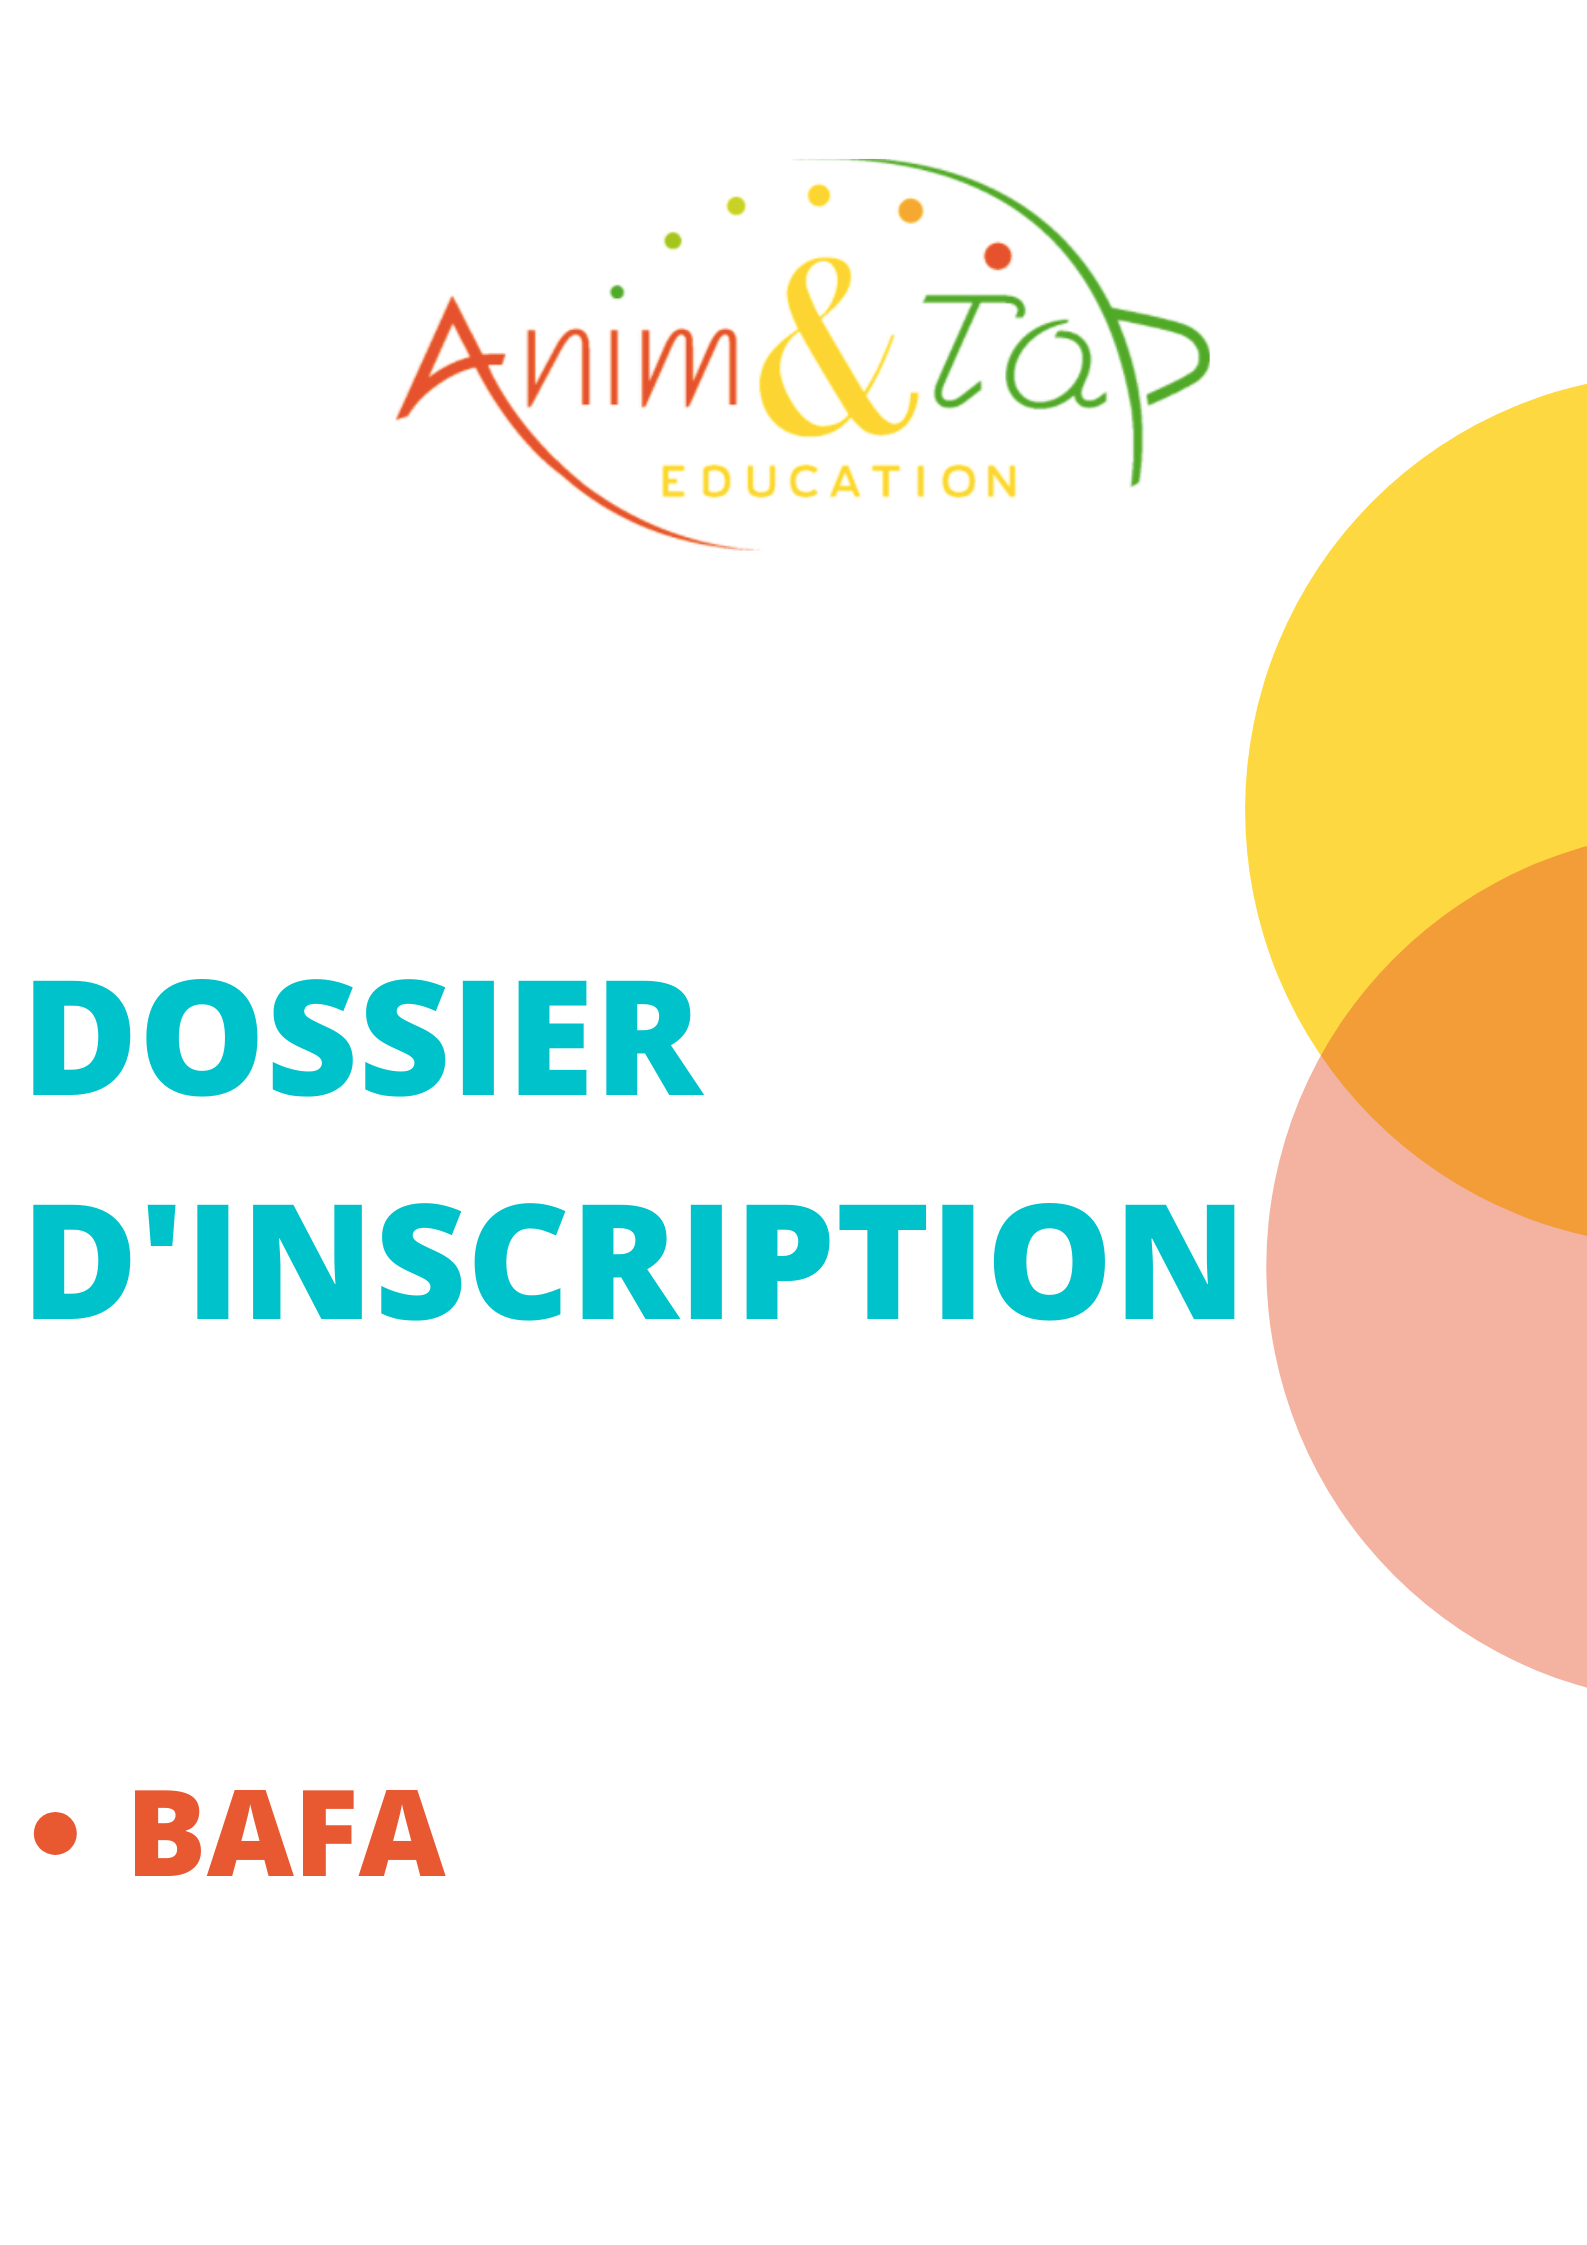 Anim & Tap
EDUCATION
DOSSIER
D'INSCRIPTION
• BAFA